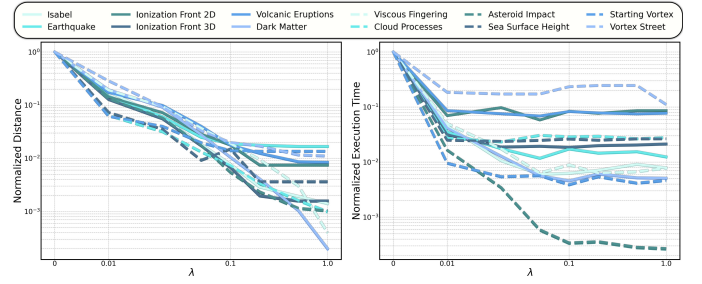 Isabel Ionization Front 2D Volcanic Eruptions Viscous Fingering Asteroid Impact Starting Vortex
Earthquake Ionization Front 3D Dark Matter Cloud Processes Sea Surface Height Vortex Street
Normalized Distance
10⁰
10⁻¹
10⁻²
10⁻³
0 0.01 0.1 1.0
λ
Normalized Execution Time
10⁰
10⁻¹
10⁻²
10⁻³
0 0.01 0.1 1.0
λ